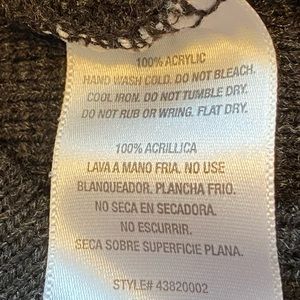 100% ACRYLIC
HAND WASH COLD. DO NOT BLEACH.
COOL IRON. DO NOT TUMBLE DRY.
DO NOT RUB OR WRING. FLAT DRY.
100% ACRILLICA
LAVA A MANO FRIA. NO USE
BLANQUEADOR. PLANCHA FRIO.
NO SECA EN SECADORA.
NO ESCURRIR.
SECA SOBRE SUPERFICIE PLANA.
STYLE# 43820002